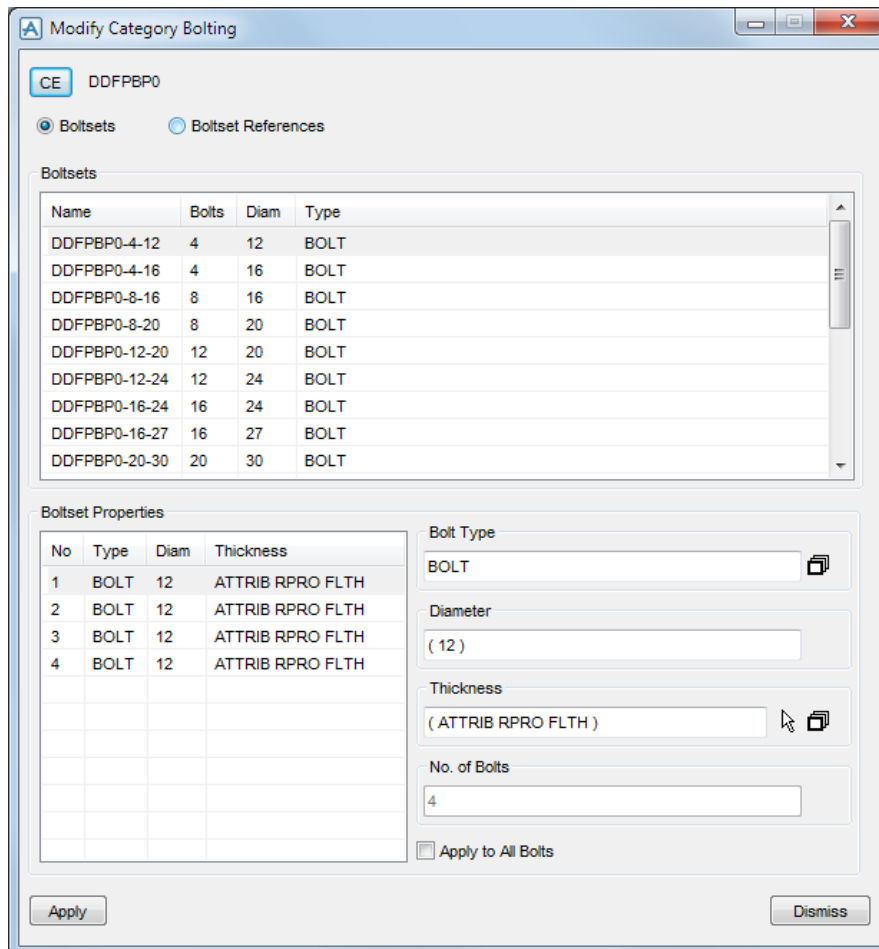 Modify Category Bolting
CE DDFPBP0
Boltsets Boltset References
Boltsets
Name Bolts Diam Type
DDFPBP0-4-12 4 12 BOLT
DDFPBP0-4-16 4 16 BOLT
DDFPBP0-8-16 8 16 BOLT
DDFPBP0-8-20 8 20 BOLT
DDFPBP0-12-20 12 20 BOLT
DDFPBP0-12-24 12 24 BOLT
DDFPBP0-16-24 16 24 BOLT
DDFPBP0-16-27 16 27 BOLT
DDFPBP0-20-30 20 30 BOLT
Boltset Properties
No Type Diam Thickness
1 BOLT 12 ATTRIB RPRO FLTH
2 BOLT 12 ATTRIB RPRO FLTH
3 BOLT 12 ATTRIB RPRO FLTH
4 BOLT 12 ATTRIB RPRO FLTH
Bolt Type
BOLT
Diameter
( 12 )
Thickness
( ATTRIB RPRO FLTH )
No. of Bolts
4
Apply to All Bolts
Apply Dismiss